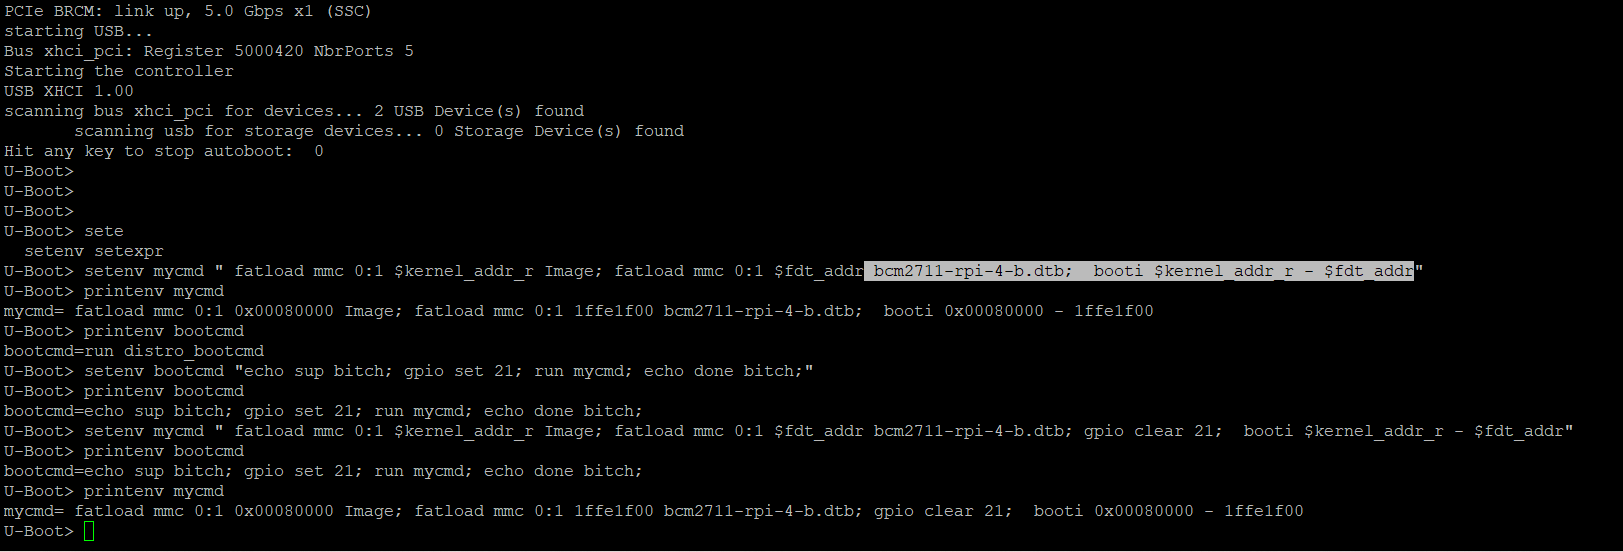 PCIe BRCM: link up, 5.0 Gbps x1 (SSC)
starting USB...
Bus xhci_pci: Register 5000420 NbrPorts 5
Starting the controller
USB XHCI 1.00
scanning bus xhci_pci for devices... 2 USB Device(s) found
       scanning usb for storage devices... 0 Storage Device(s) found
Hit any key to stop autoboot:  0
U-Boot>
U-Boot>
U-Boot>
U-Boot> sete
  setenv setexpr
U-Boot> setenv mycmd " fatload mmc 0:1 $kernel_addr_r Image; fatload mmc 0:1 $fdt_addr bcm2711-rpi-4-b.dtb;  booti $kernel_addr_r - $fdt_addr"
U-Boot> printenv mycmd
mycmd= fatload mmc 0:1 0x00080000 Image; fatload mmc 0:1 1ffe1f00 bcm2711-rpi-4-b.dtb;  booti 0x00080000 - 1ffe1f00
U-Boot> printenv bootcmd
bootcmd=run distro_bootcmd
U-Boot> setenv bootcmd "echo sup bitch; gpio set 21; run mycmd; echo done bitch;"
U-Boot> printenv bootcmd
bootcmd=echo sup bitch; gpio set 21; run mycmd; echo done bitch;
U-Boot> setenv mycmd " fatload mmc 0:1 $kernel_addr_r Image; fatload mmc 0:1 $fdt_addr bcm2711-rpi-4-b.dtb; gpio clear 21;  booti $kernel_addr_r - $fdt_addr"
U-Boot> printenv bootcmd
bootcmd=echo sup bitch; gpio set 21; run mycmd; echo done bitch;
U-Boot> printenv mycmd
mycmd= fatload mmc 0:1 0x00080000 Image; fatload mmc 0:1 1ffe1f00 bcm2711-rpi-4-b.dtb; gpio clear 21;  booti 0x00080000 - 1ffe1f00
U-Boot>